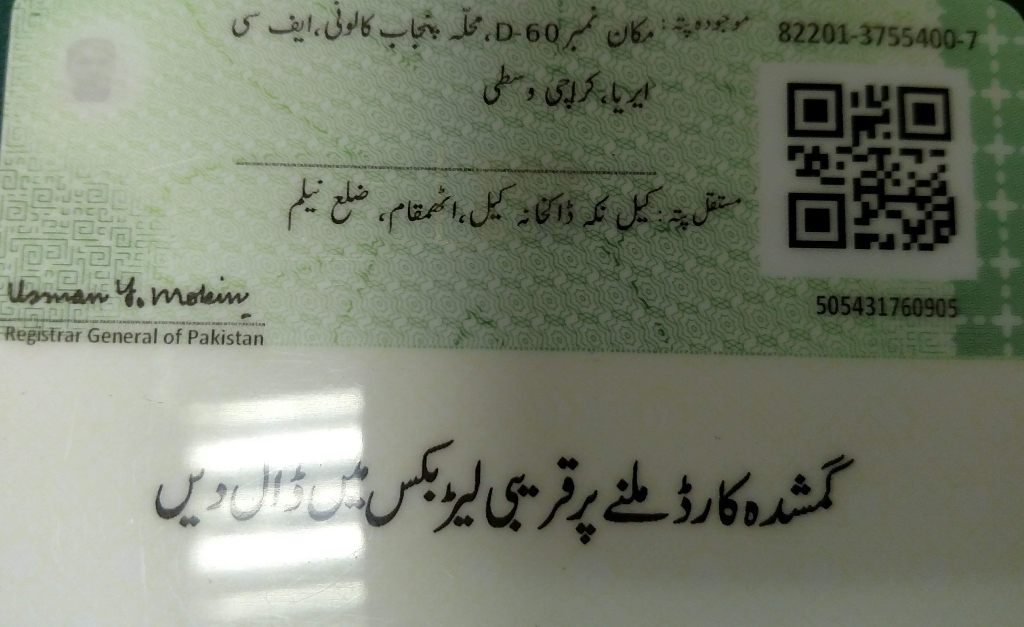 82201-3755400-7
موجودہ پتہ: مکان نمبر D-60، محلہ پنجاب کالونی، ایف سی
ایریا، کراچی وسطی
مستقل پتہ: کیل نکہ ڈاکخانہ کیل، اٹھمقام، ضلع نیلم
505431760905
Usman Y. Mobin
Registrar General of Pakistan
گمشدہ کارڈ ملنے پر قریبی لیٹر بکس میں ڈال دیں